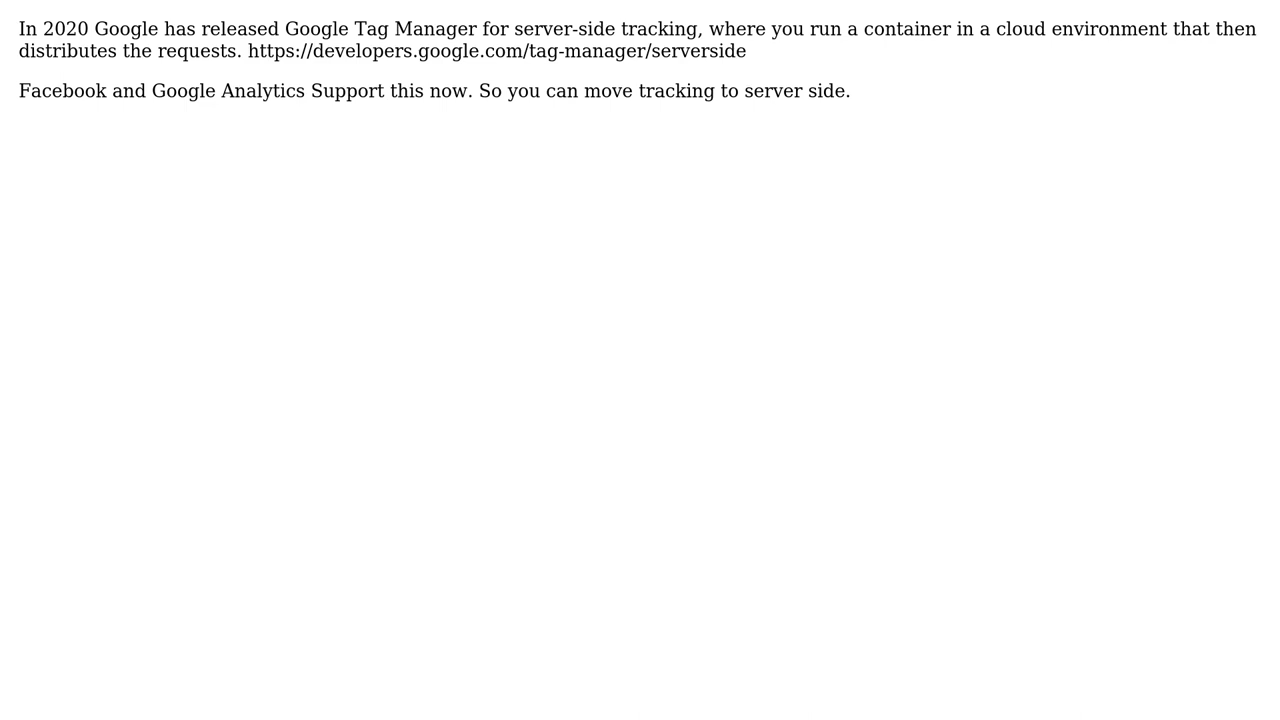 In 2020 Google has released Google Tag Manager for server-side tracking, where you run a container in a cloud environment that then
distributes the requests. https://developers.google.com/tag-manager/serverside
Facebook and Google Analytics Support this now. So you can move tracking to server side.